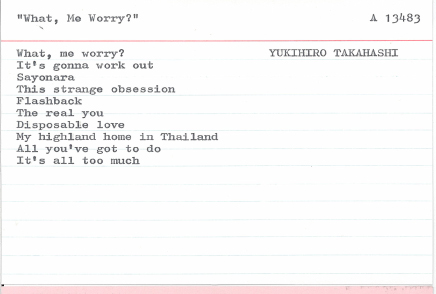 "What, Me Worry?" A 13483
What, me worry? YUKIHIRO TAKAHASHI
It's gonna work out
Sayonara
This strange obsession
Flashback
The real you
Disposable love
My highland home in Thailand
All you've got to do
It's all too much